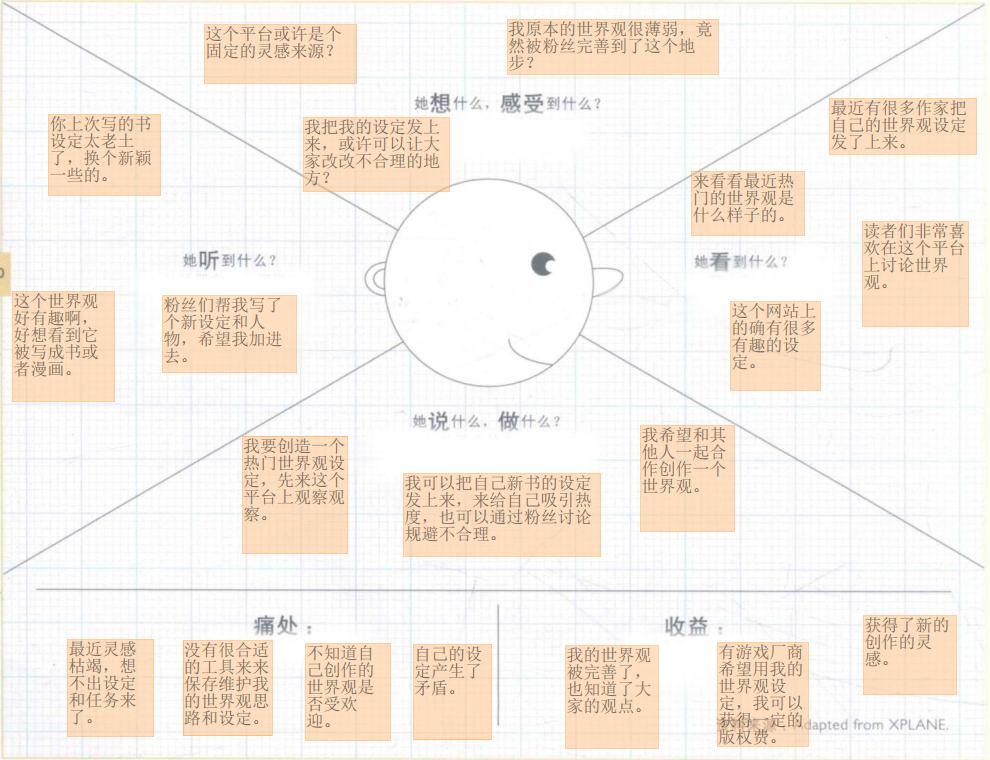 这个平台或许是个
固定的灵感来源？
我原本的世界观很薄弱，竟
然被粉丝完善到了这个地
步？
她想什么，感受到什么？
我把我的设定发上
来，或许可以让大
家改改不合理的地
方？
最近有很多作家把
自己的世界观设定
发了上来。
你上次写的书
设定太老土
了，换个新颖
一些的。
来看看最近热
门的世界观是
什么样子的。
读者们非常喜
欢在这个平台
上讨论世界
观。
她听到什么？
她看到什么？
这个世界观
好有趣啊，
好想看到它
被写成书或
者漫画。
粉丝们帮我写了
个新设定和人
物，希望我加进
去。
这个网站上
的确有很多
有趣的设
定。
她说什么，做什么？
我要创造一个
热门世界观设
定，先来这个
平台上观察观
察。
我可以把自己新书的设定
发上来，来给自己吸引热
度，也可以通过粉丝讨论
规避不合理。
我希望和其
他人一起合
作创作一个
世界观。
痛处：
最近灵感
枯竭，想
不出设定
和任务来
了。
没有很合适
的工具来来
保存维护我
的世界观思
路和设定。
不知道自
己创作的
世界观是
否受欢
迎。
自己的设
定产生了
矛盾。
收益：
我的世界观
被完善了，
也知道了大
家的观点。
有游戏厂商
希望用我的
世界观设
定，我可以
获得一定的
版权费。
获得了新的
创作的灵
感。
Adapted from XPLANE.